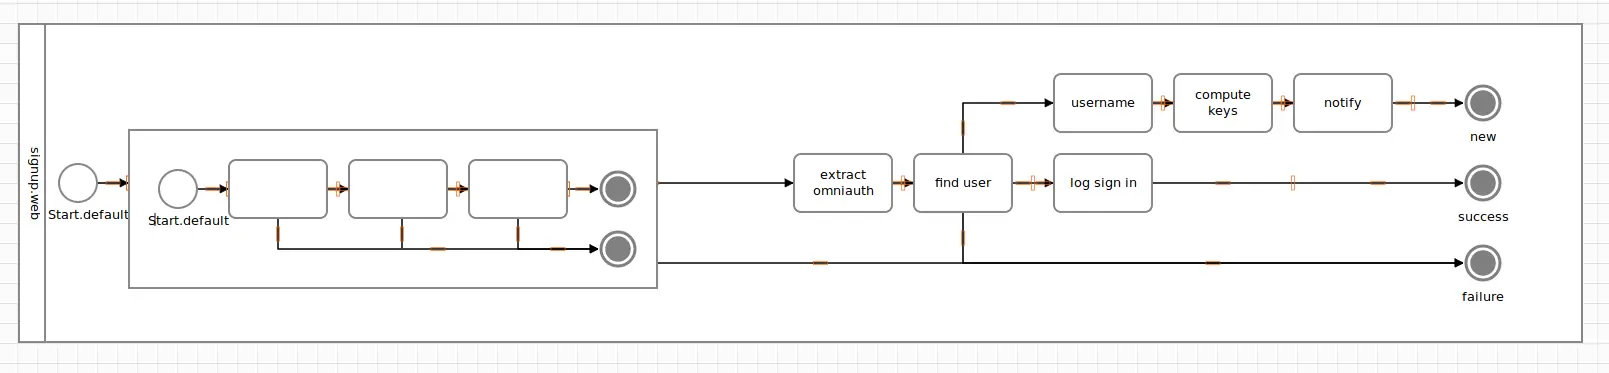 signup.web
Start.default
Start.default
extract
omniauth
find user
username
compute
keys
notify
new
log sign in
success
failure